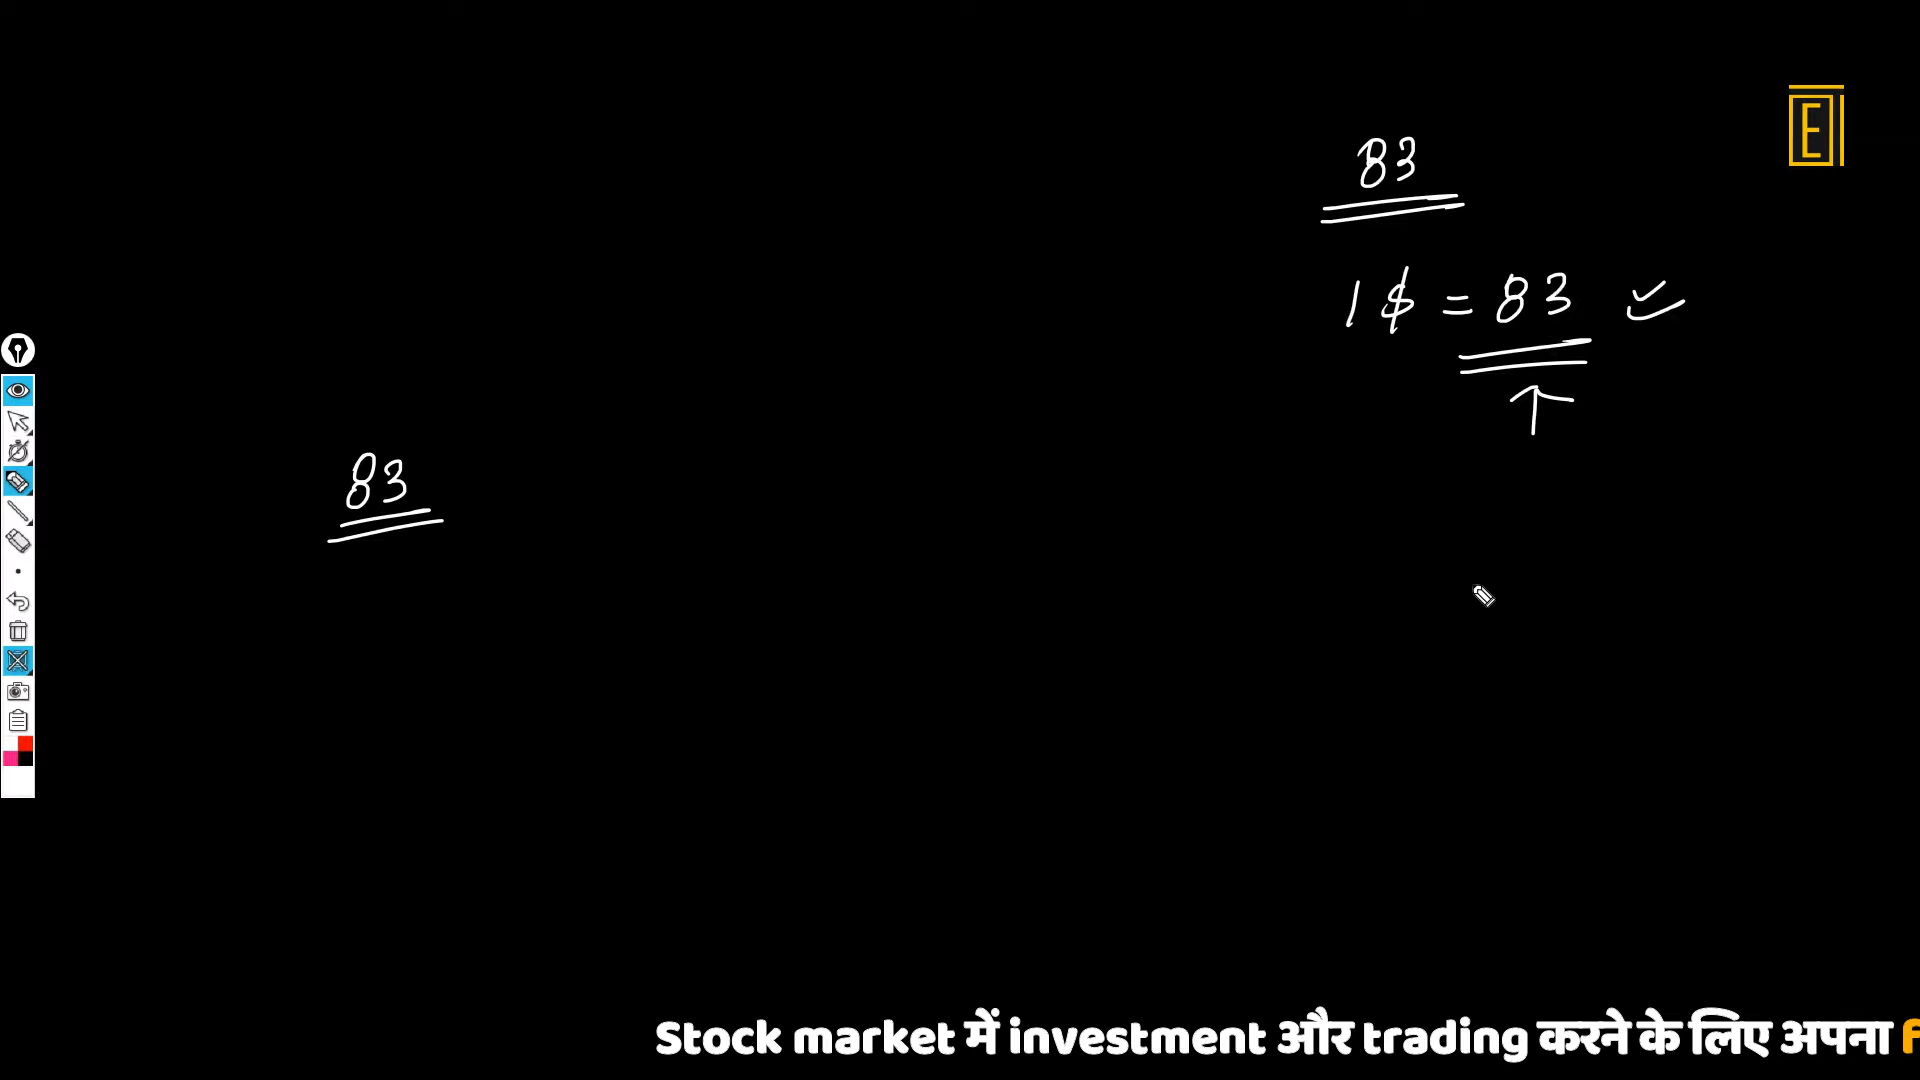 83
1 $ = 83
83
Stock market में investment और trading करने के लिए अपना
E